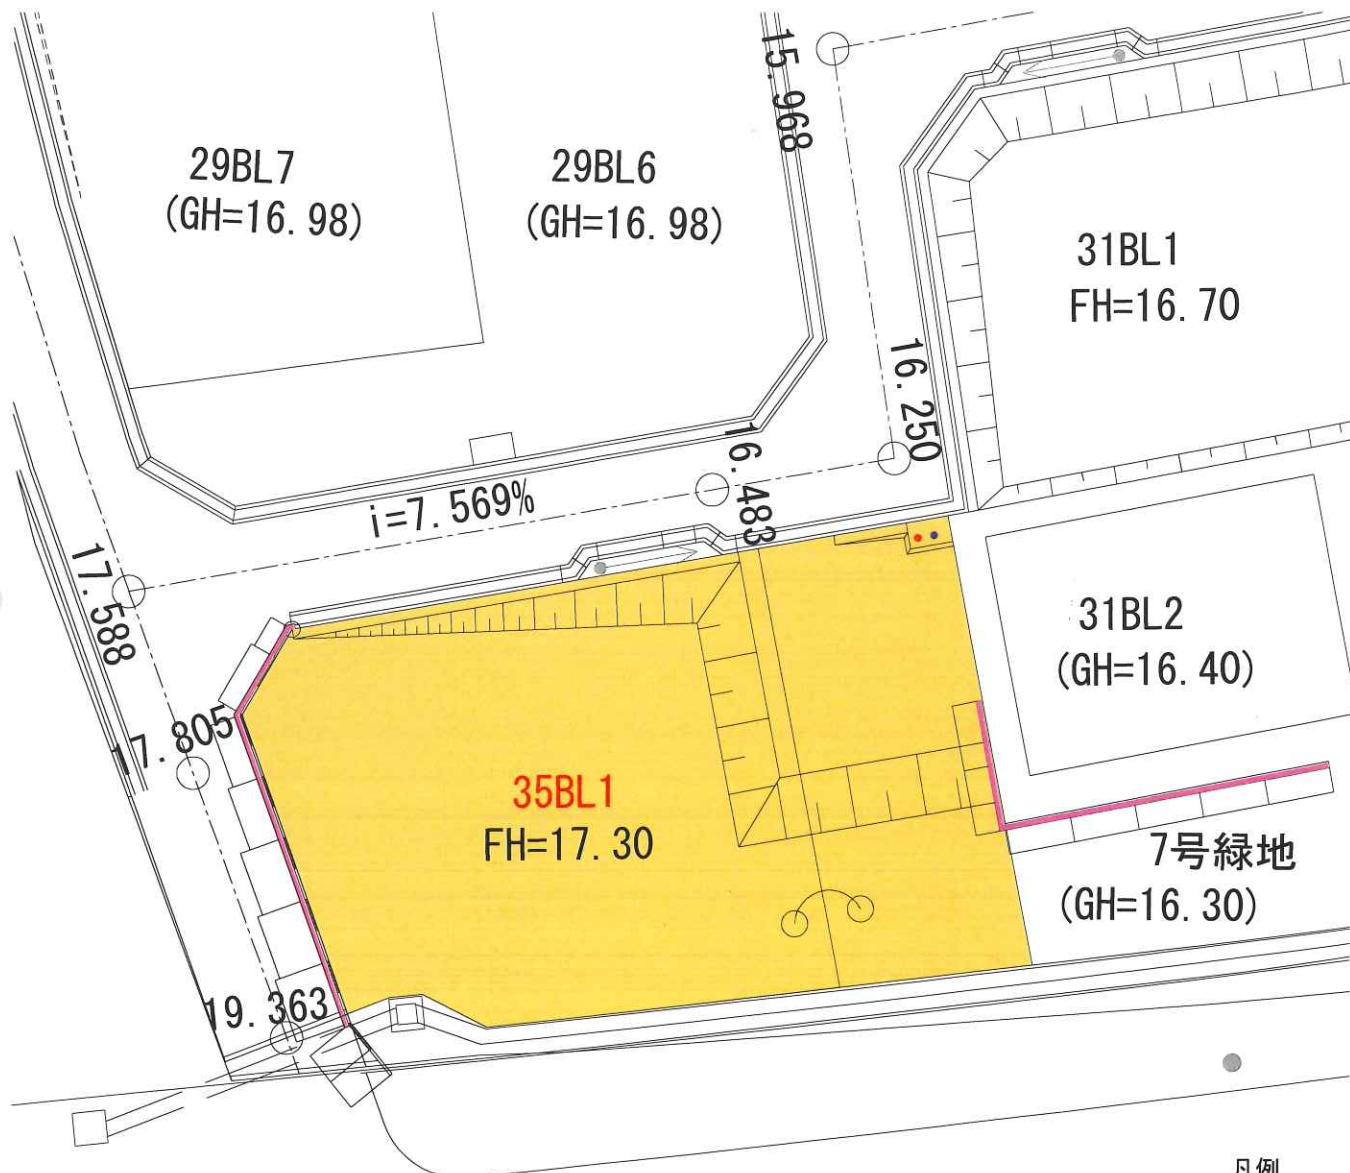 15.968
29BL7
(GH=16.98)
29BL6
(GH=16.98)
31BL1
FH=16.70
16.250
16.483
i=7.569%
17.588
31BL2
(GH=16.40)
17.805
35BL1
FH=17.30
7号緑地
(GH=16.30)
19.363
凡例